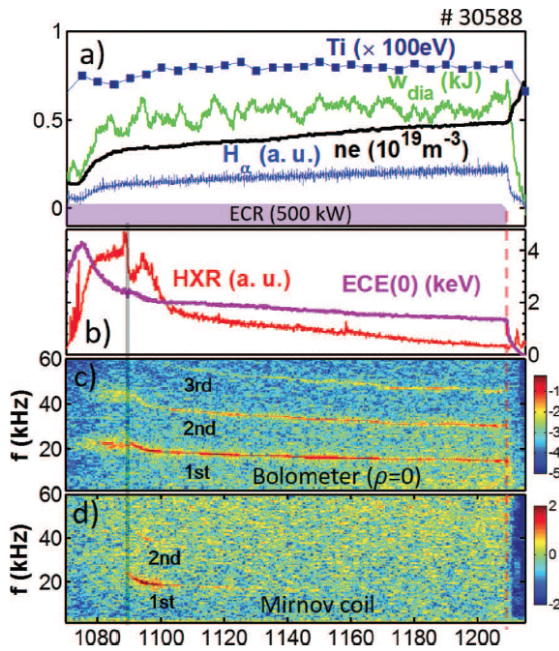 # 30588
a)
Ti (× 100eV)
w_dia (kJ)
H_α (a. u.)
ne (10^19 m^-3)
ECR (500 kW)
1
0.5
0
b)
HXR (a. u.)
ECE(0) (keV)
4
2
0
c)
3rd
2nd
1st
Bolometer (ρ=0)
f (kHz)
60
40
20
0
-1
-2
-3
-4
-5
d)
2nd
1st
Mirnov coil
f (kHz)
60
40
20
2
0
-2
1080 1100 1120 1140 1160 1180 1200